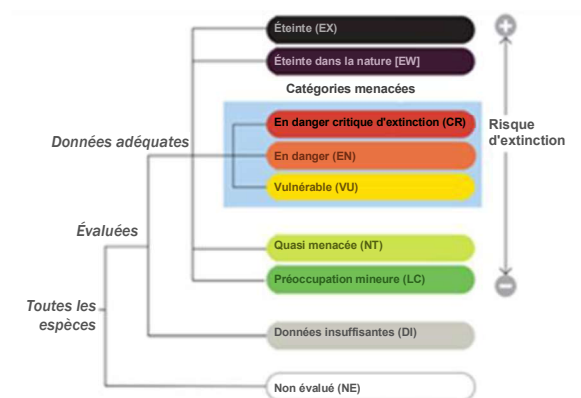 Éteinte (EX)
Éteinte dans la nature [EW]
Catégories menacées
En danger critique d'extinction (CR)
Risque
d'extinction
Données adéquates
En danger (EN)
Vulnérable (VU)
Évaluées
Quasi menacée (NT)
Préoccupation mineure (LC)
Toutes les
espèces
Données insuffisantes (DI)
Non évalué (NE)